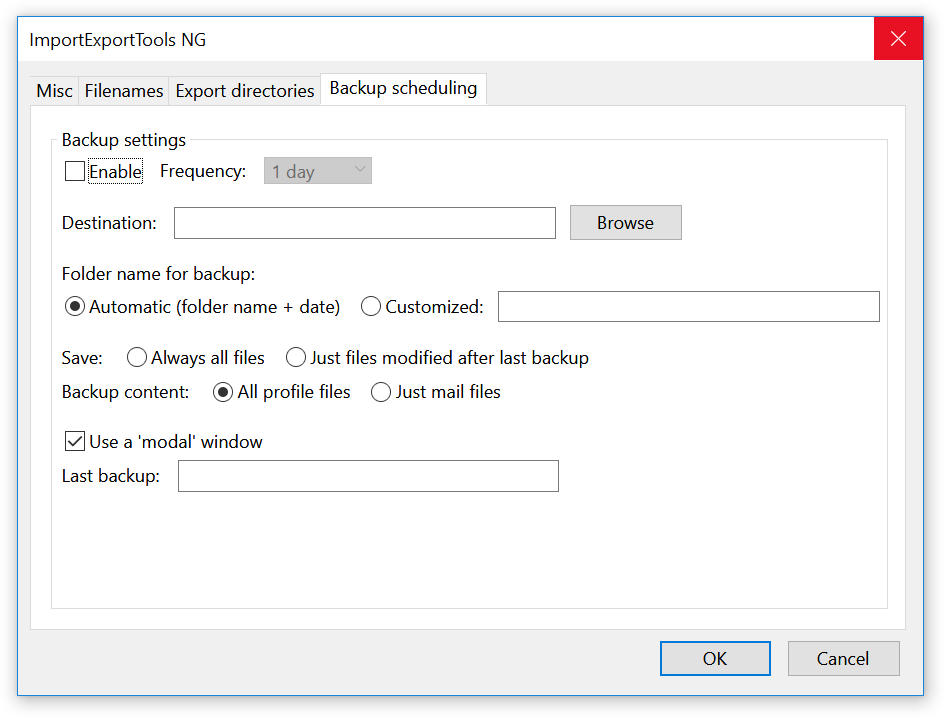 ImportExportTools NG
Misc Filenames Export directories Backup scheduling
Backup settings
Enable Frequency: 1 day
Destination: Browse
Folder name for backup:
Automatic (folder name + date) Customized:
Save: Always all files Just files modified after last backup
Backup content: All profile files Just mail files
Use a 'modal' window
Last backup:
OK Cancel